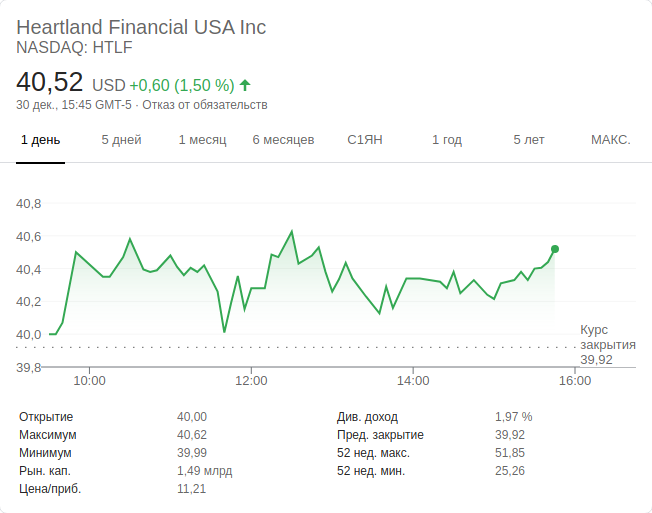 Heartland Financial USA Inc
NASDAQ: HTLF
40,52 USD +0,60 (1,50 %)
30 дек., 15:45 GMT-5 · Отказ от обязательств
1 день 5 дней 1 месяц 6 месяцев С1ЯН 1 год 5 лет МАКС.
40,8
40,6
40,4
40,2
40,0
39,8
Курс
закрытия
39,92
10:00 12:00 14:00 16:00
Открытие 40,00 Див. доход 1,97 %
Максимум 40,62 Пред. закрытие 39,92
Минимум 39,99 52 нед. макс. 51,85
Рын. кап. 1,49 млрд 52 нед. мин. 25,26
Цена/приб. 11,21